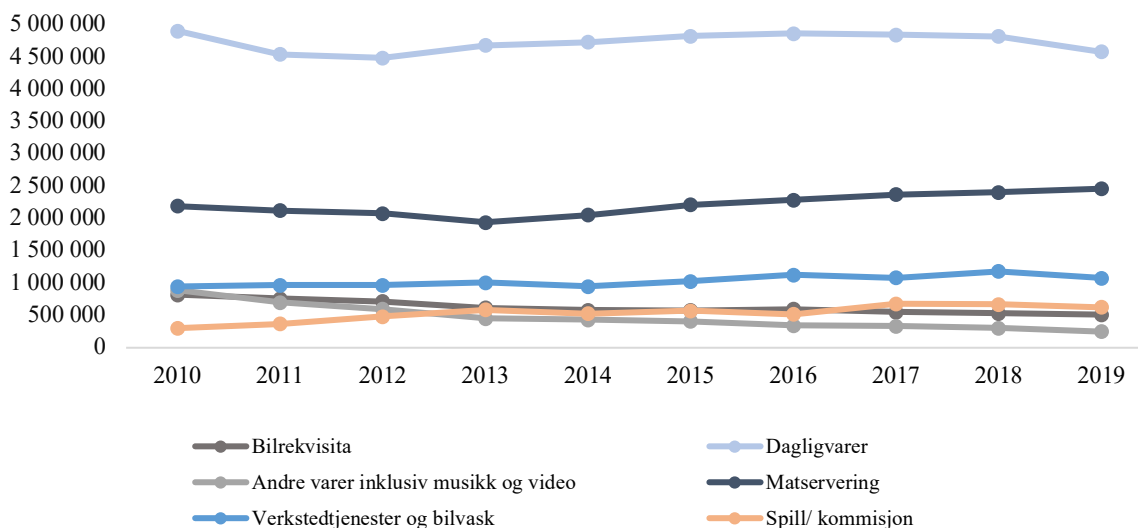 5 000 000
4 500 000
4 000 000
3 500 000
3 000 000
2 500 000
2 000 000
1 500 000
1 000 000
500 000
0
2010 2011 2012 2013 2014 2015 2016 2017 2018 2019
Bilrekvisita Dagligvarer
Andre varer inklusiv musikk og video Matservering
Verkstedtjenester og bilvask Spill/ kommisjon